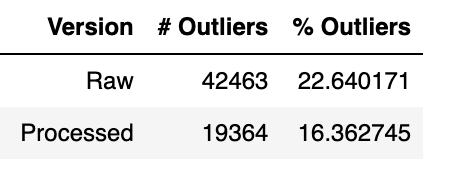 Version # Outliers % Outliers
Raw 42463 22.640171
Processed 19364 16.362745